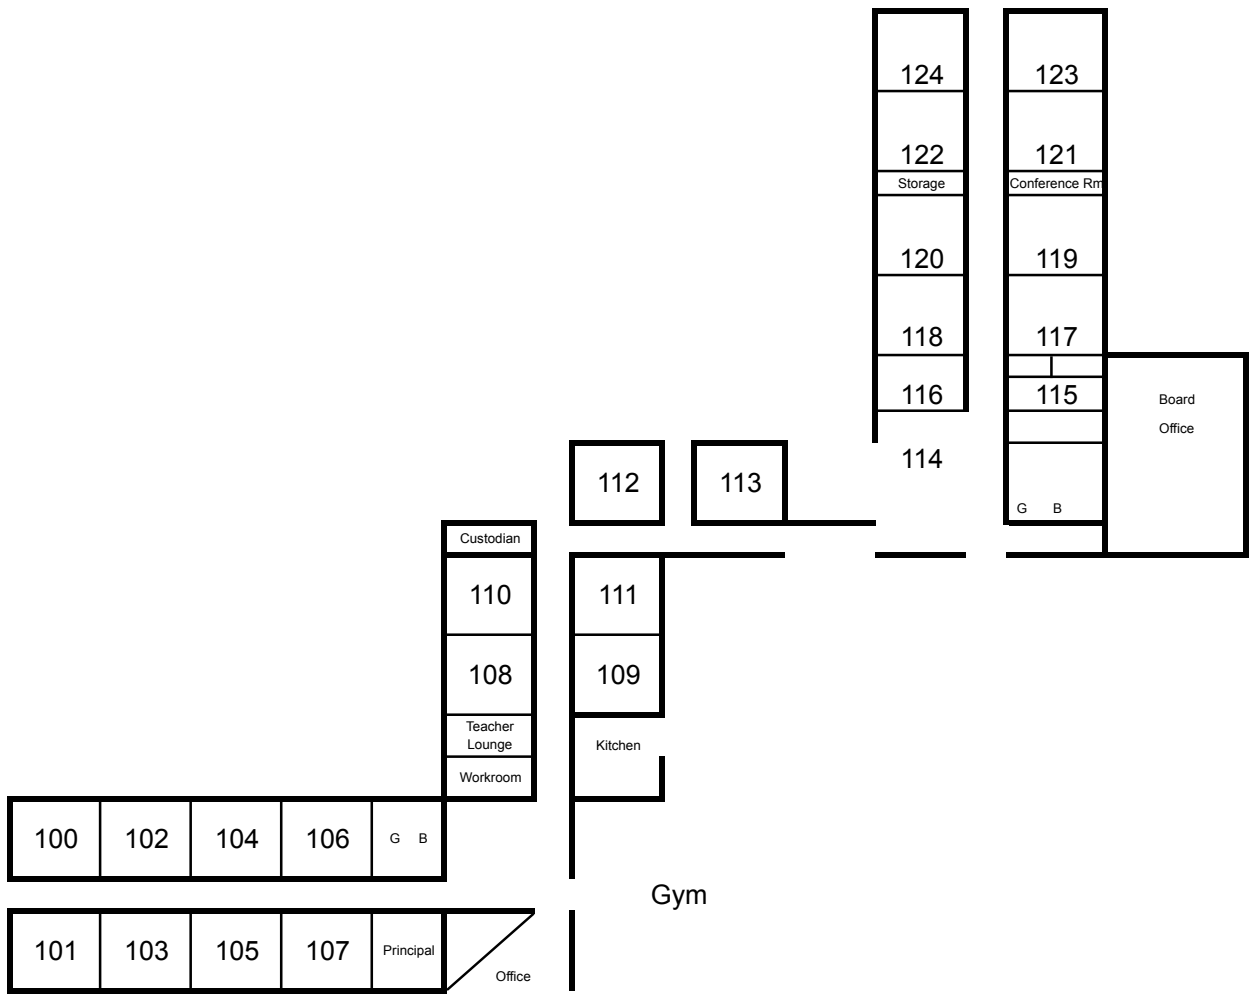 124 123
122 121
Storage Conference Rm
120 119
118 117
116 115
Board
Office
114
112 113
G B
Custodian
110 111
108 109
Teacher
Lounge
Kitchen
Workroom
100 102 104 106 G B
Gym
101 103 105 107 Principal
Office